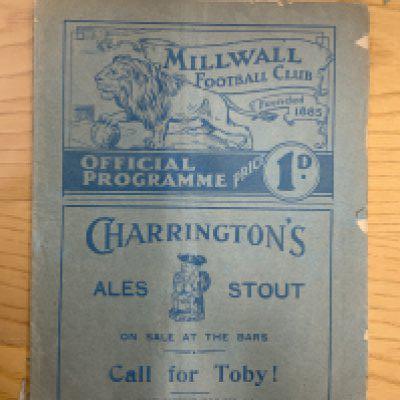 MILLWALL
FOOTBALL CLUB
Founded
1885
OFFICIAL
PROGRAMME PRICE 1D.
CHARRINGTON'S
ALES STOUT
ON SALE AT THE BARS
Call for Toby!